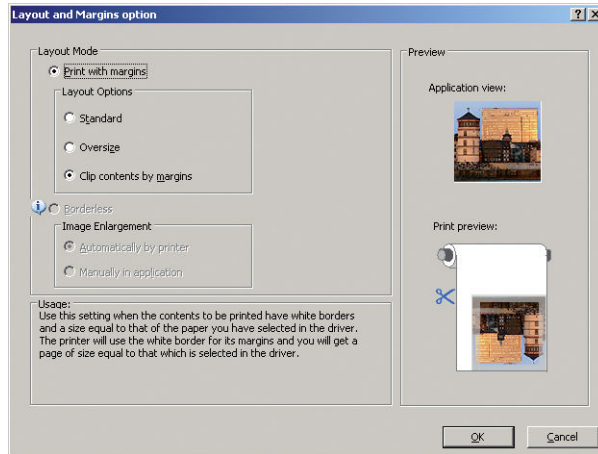 Layout and Margins option
Layout Mode
Print with margins
Layout Options
Standard
Oversize
Clip contents by margins
Borderless
Image Enlargement
Automatically by printer
Manually in application
Usage:
Use this setting when the contents to be printed have white borders
and a size equal to that of the paper you have selected in the driver.
The printer will use the white border for its margins and you will get a
page of size equal to that which is selected in the driver.
Preview
Application view:
Print preview:
OK
Cancel